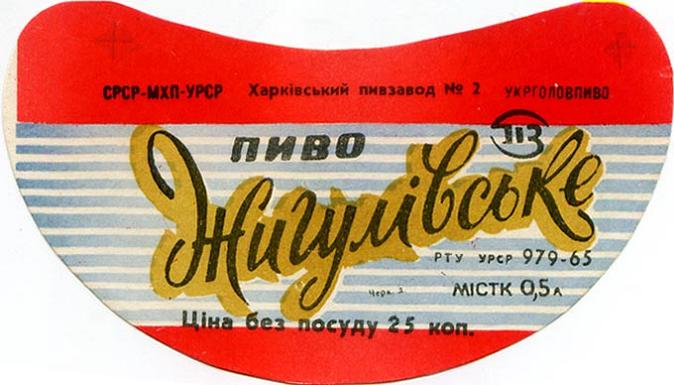 СРСР-МХП-УРСР Харківський пивзавод № 2 УКРГОЛОВПИВО
ПИВО
Жигулівське
РТУ УРСР 979-65
МІСТК 0,5 л
Ціна без посуду 25 коп.